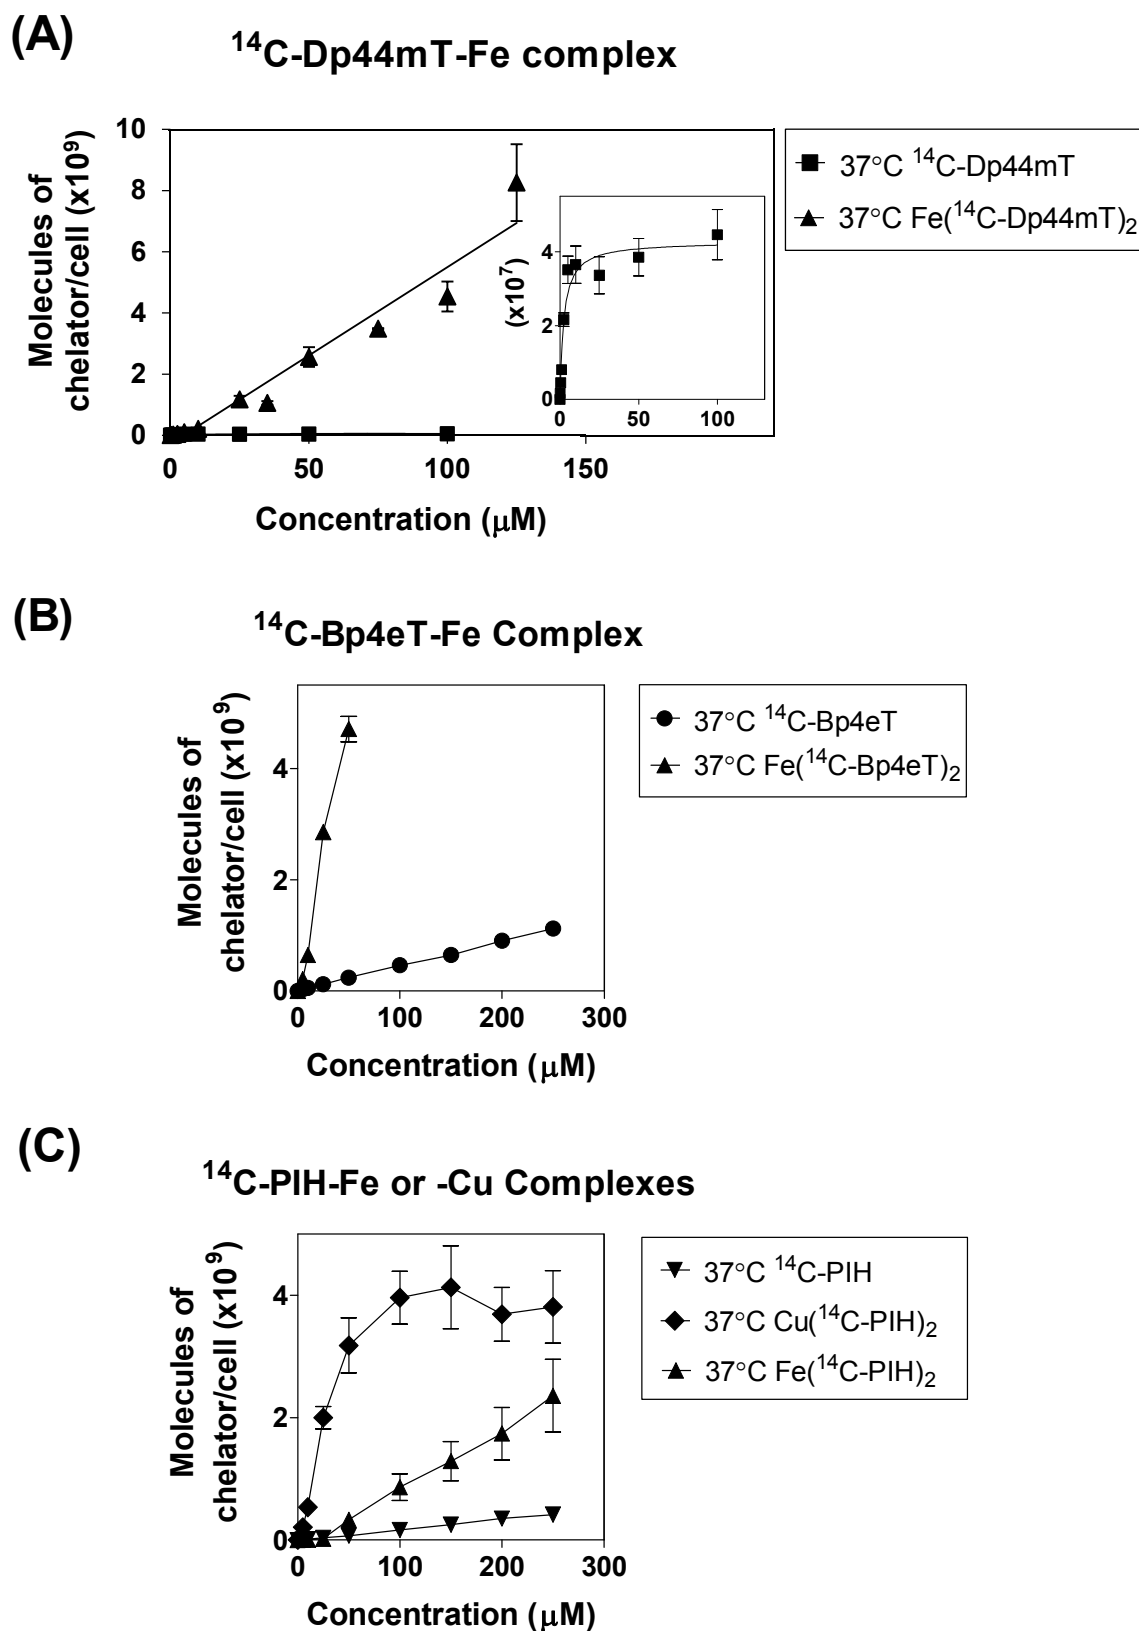 (A)
¹⁴C-Dp44mT-Fe complex
Molecules of
chelator/cell (x10⁹)
10
8
6
4
2
0
0 50 100 150
Concentration (μM)
(x10⁷)
4
2
0
0 50 100
37°C ¹⁴C-Dp44mT
37°C Fe(¹⁴C-Dp44mT)₂
(B)
¹⁴C-Bp4eT-Fe Complex
Molecules of
chelator/cell (x10⁹)
4
2
0
0 100 200 300
Concentration (μM)
37°C ¹⁴C-Bp4eT
37°C Fe(¹⁴C-Bp4eT)₂
(C)
¹⁴C-PIH-Fe or -Cu Complexes
Molecules of
chelator/cell (x10⁹)
4
2
0
0 100 200 300
Concentration (μM)
37°C ¹⁴C-PIH
37°C Cu(¹⁴C-PIH)₂
37°C Fe(¹⁴C-PIH)₂